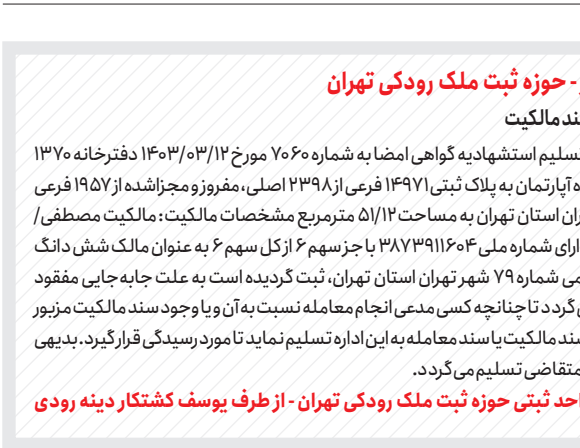 - حوزه ثبت ملک رودکی تهران
ند مالکیت
تسلیم استشهادیه گواهی امضا به شماره ۷۰۶۰ مورخ ۱۴۰۳/۰۳/۱۲ دفترخانه ۱۳۷۰
ه آپارتمان به پلاک ثبتی ۱۴۹۷۱ فرعی از ۲۳۹۸ اصلی، مفروز و مجزا شده از ۱۹۵۷ فرعی
ران استان تهران به مساحت ۵۱/۱۲ مترمربع مشخصات مالکیت: مالکیت مصطفی/
ارای شماره ملی ۳۸۷۳۹۱۱۶۰۴ با جز سهم ۶ از کل سهم ۶ به عنوان مالک شش دانگ
می شماره ۷۹ شهر تهران استان تهران، ثبت گردیده است به علت جابه جایی مفقود
ی گردد تا چنانچه کسی مدعی انجام معامله نسبت به آن و یا وجود سند مالکیت مزبور
سند مالکیت یا سند معامله به این اداره تسلیم نماید تا مورد رسیدگی قرار گیرد. بدیهی
متقاضی تسلیم می گردد.
احد ثبتی حوزه ثبت ملک رودکی تهران - از طرف یوسف کشتکار دینه رودی